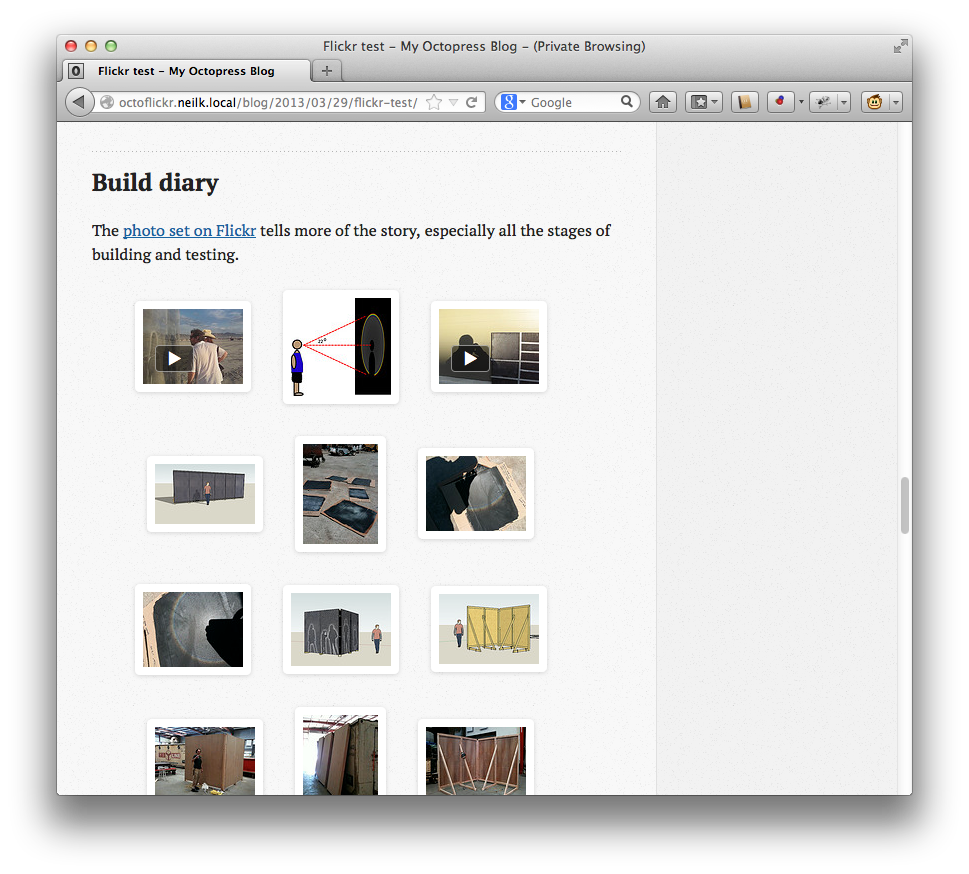 Flickr test – My Octopress Blog – (Private Browsing)
Flickr test – My Octopress Blog
octoflickr.neilk.local/blog/2013/03/29/flickr-test/
Google
Build diary
The photo set on Flickr tells more of the story, especially all the stages of
building and testing.
22°